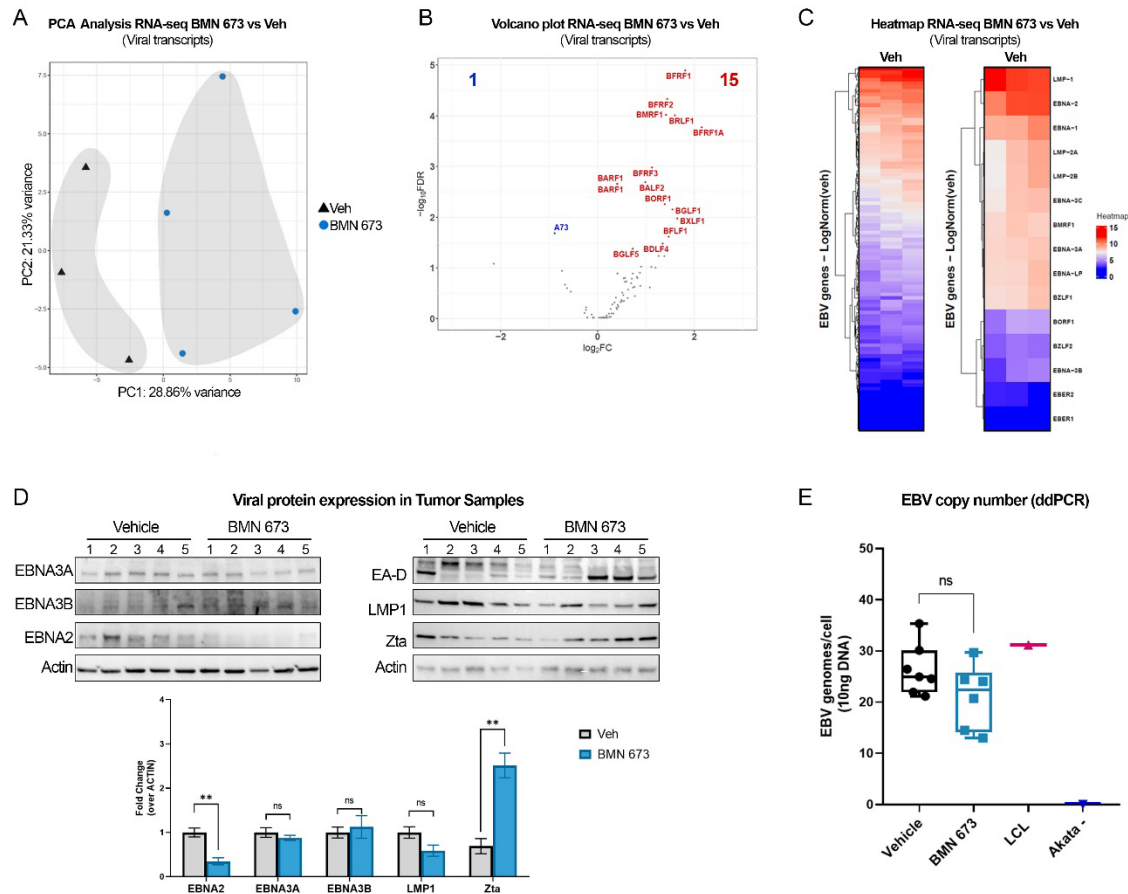 A
PCA Analysis RNA-seq BMN 673 vs Veh
(Viral transcripts)
7.5
5.0
2.5
0.0
-2.5
-5.0
-5
0
5
10
PC2: 21.33% variance
PC1: 28.86% variance
Veh
BMN 673
B
Volcano plot RNA-seq BMN 673 vs Veh
(Viral transcripts)
1
15
5
4
3
2
1
0
−2
0
2
−log10FDR
log2FC
BFRF1
BFRF2
BMRF1
BRLF1
BFRF1A
BFRF3
BARF1
BARF1
BALF2
BORF1
BGLF1
BXLF1
A73
BFLF1
BDLF4
BGLF5
C
Heatmap RNA-seq BMN 673 vs Veh
(Viral transcripts)
Veh
Veh
EBV genes − LogNorm(veh)
EBV genes − LogNorm(veh)
LMP-1
EBNA-2
EBNA-1
LMP-2A
LMP-2B
EBNA-3C
BMRF1
EBNA-3A
EBNA-LP
BZLF1
BORF1
BZLF2
EBNA-3B
EBER2
EBER1
Heatmap
15
10
5
0
D
Viral protein expression in Tumor Samples
Vehicle BMN 673
1 2 3 4 5 1 2 3 4 5
EBNA3A
EBNA3B
EBNA2
Actin
Vehicle BMN 673
1 2 3 4 5 1 2 3 4 5
EA-D
LMP1
Zta
Actin
Fold Change
(over ACTIN)
4
3
2
1
0
**
ns
ns
ns
**
Veh
BMN 673
EBNA2 EBNA3A EBNA3B LMP1 Zta
E
EBV copy number (ddPCR)
EBV genomes/cell
(10ng DNA)
50
40
30
20
10
0
ns
Vehicle
BMN 673
LCL
Akata -